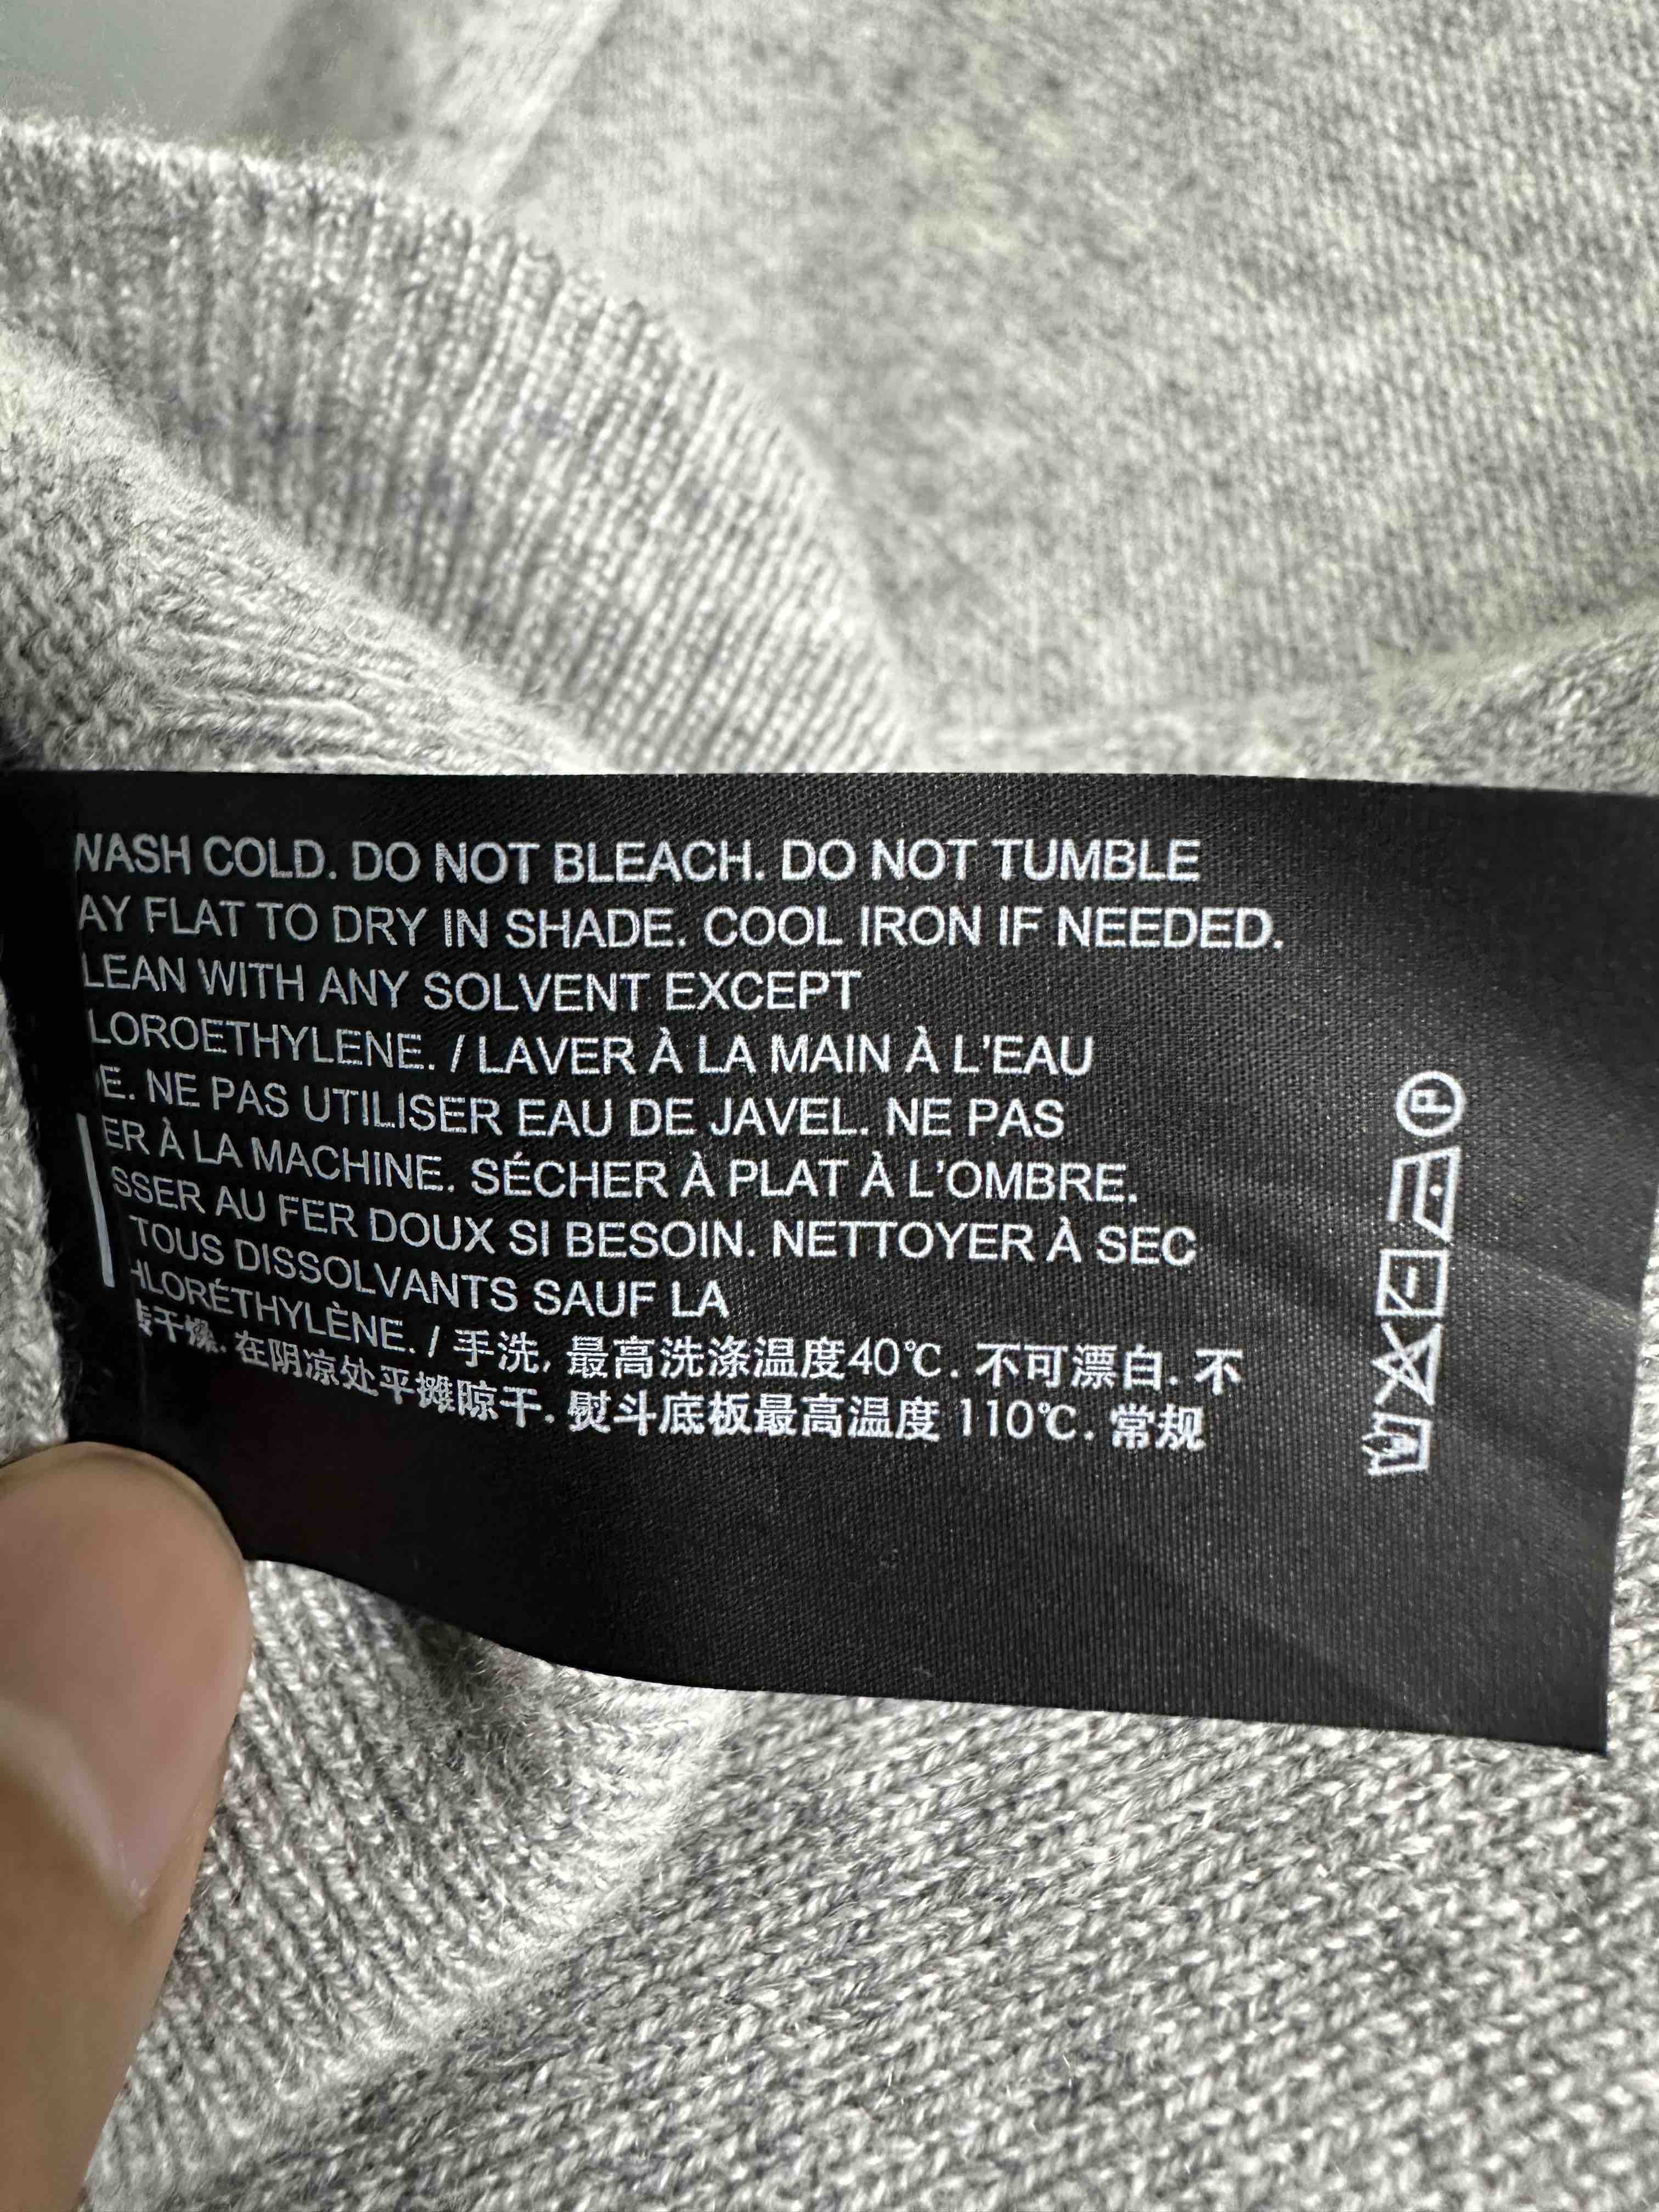 WASH COLD. DO NOT BLEACH. DO NOT TUMBLE
AY FLAT TO DRY IN SHADE. COOL IRON IF NEEDED.
LEAN WITH ANY SOLVENT EXCEPT
LOROETHYLENE. / LAVER À LA MAIN À L'EAU
E. NE PAS UTILISER EAU DE JAVEL. NE PAS
ER À LA MACHINE. SÉCHER À PLAT À L'OMBRE.
SSER AU FER DOUX SI BESOIN. NETTOYER À SEC
TOUS DISSOLVANTS SAUF LA
HLORÉTHYLÈNE. / 手洗, 最高洗涤温度40℃. 不可漂白. 不
转干燥. 在阴凉处平摊晾干. 熨斗底板最高温度 110℃. 常规
P